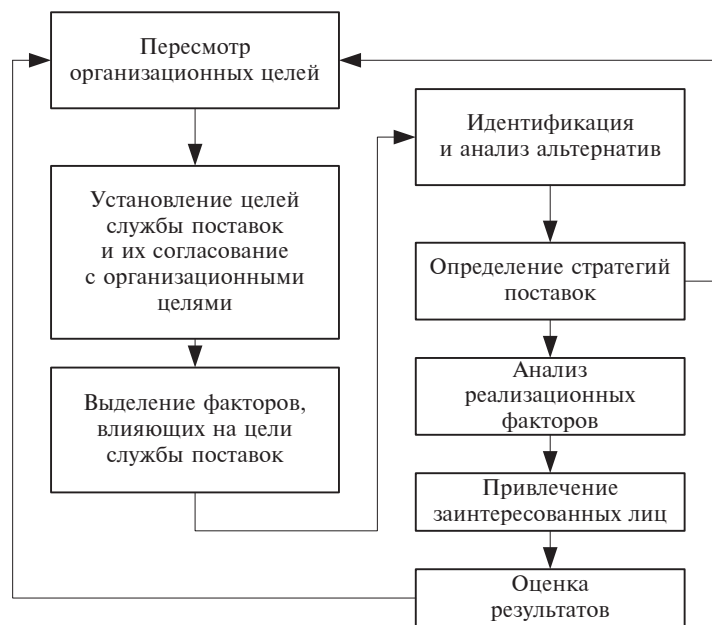 Пересмотр
организационных целей
Установление целей
службы поставок
и их согласование
с организационными
целями
Выделение факторов,
влияющих на цели
службы поставок
Идентификация
и анализ альтернатив
Определение стратегий
поставок
Анализ
реализационных
факторов
Привлечение
заинтересованных лиц
Оценка
результатов